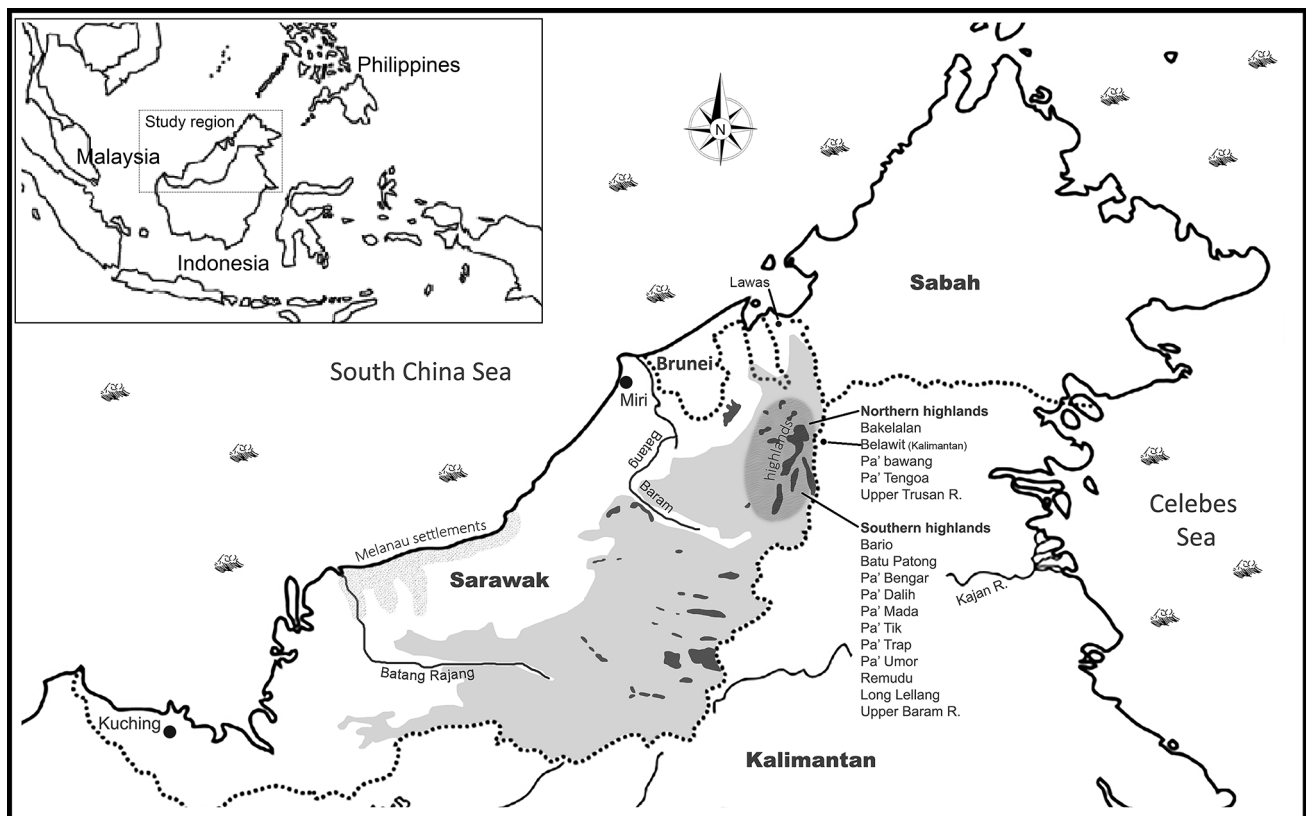 Philippines
Study region
Malaysia
Indonesia
N
Sabah
Lawas
South China Sea
Brunei
Miri
Batang
Baram
highlands
Northern highlands
Bakelalan
Belawit (Kalimantan)
Pa' bawang
Pa' Tengoa
Upper Trusan R.
Southern highlands
Bario
Batu Patong
Pa' Bengar
Pa' Dalih
Pa' Mada
Pa' Tik
Pa' Trap
Pa' Umor
Remudu
Long Lellang
Upper Baram R.
Celebes
Sea
Kajan R.
Melanau settlements
Sarawak
Batang Rajang
Kuching
Kalimantan